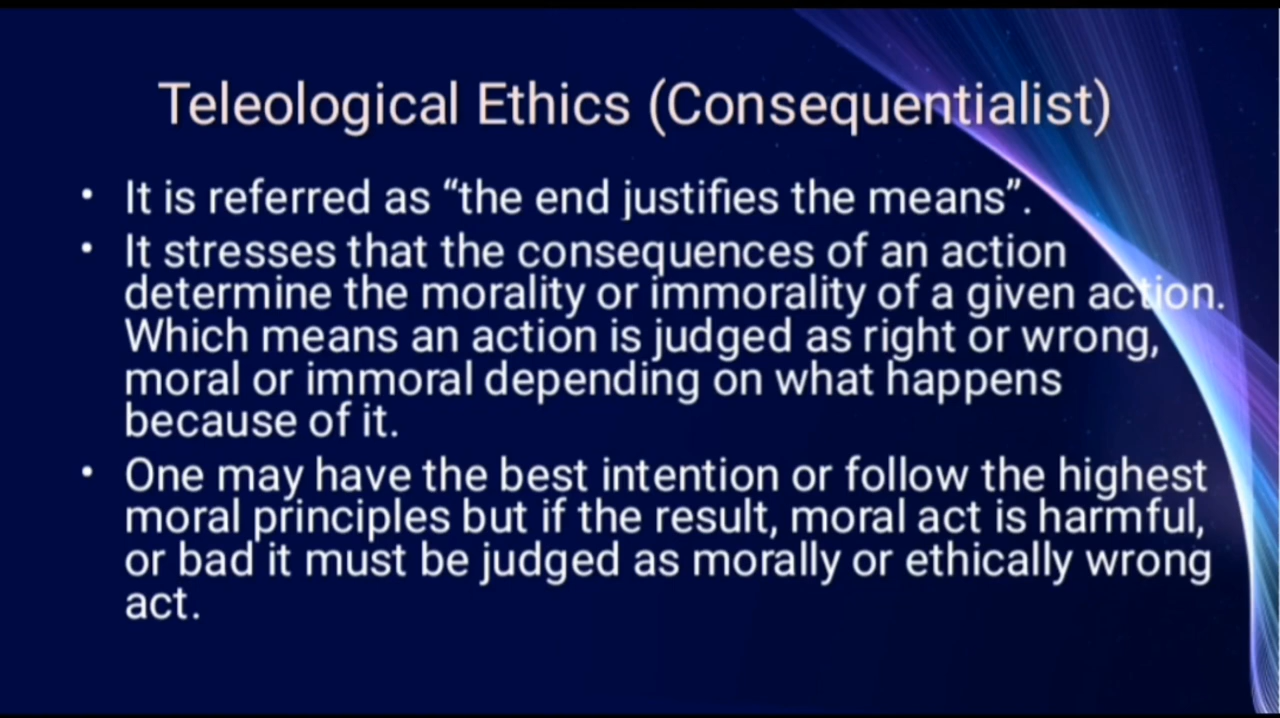 Teleological Ethics (Consequentialist)
• It is referred as “the end justifies the means”.
• It stresses that the consequences of an action
determine the morality or immorality of a given action.
Which means an action is judged as right or wrong,
moral or immoral depending on what happens
because of it.
• One may have the best intention or follow the highest
moral principles but if the result, moral act is harmful,
or bad it must be judged as morally or ethically wrong
act.